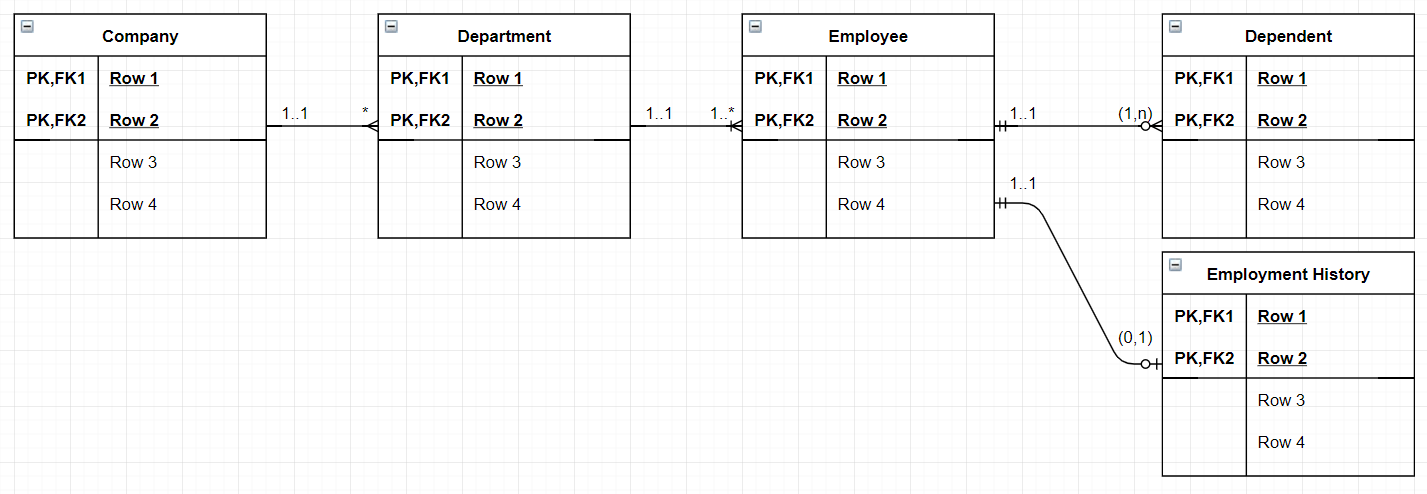 Company
PK,FK1 Row 1
PK,FK2 Row 2
Row 3
Row 4
1..1 *
Department
PK,FK1 Row 1
PK,FK2 Row 2
Row 3
Row 4
1..1 1..*
Employee
PK,FK1 Row 1
PK,FK2 Row 2
Row 3
Row 4
1..1 (1,n)
Dependent
PK,FK1 Row 1
PK,FK2 Row 2
Row 3
Row 4
1..1
(0,1)
Employment History
PK,FK1 Row 1
PK,FK2 Row 2
Row 3
Row 4